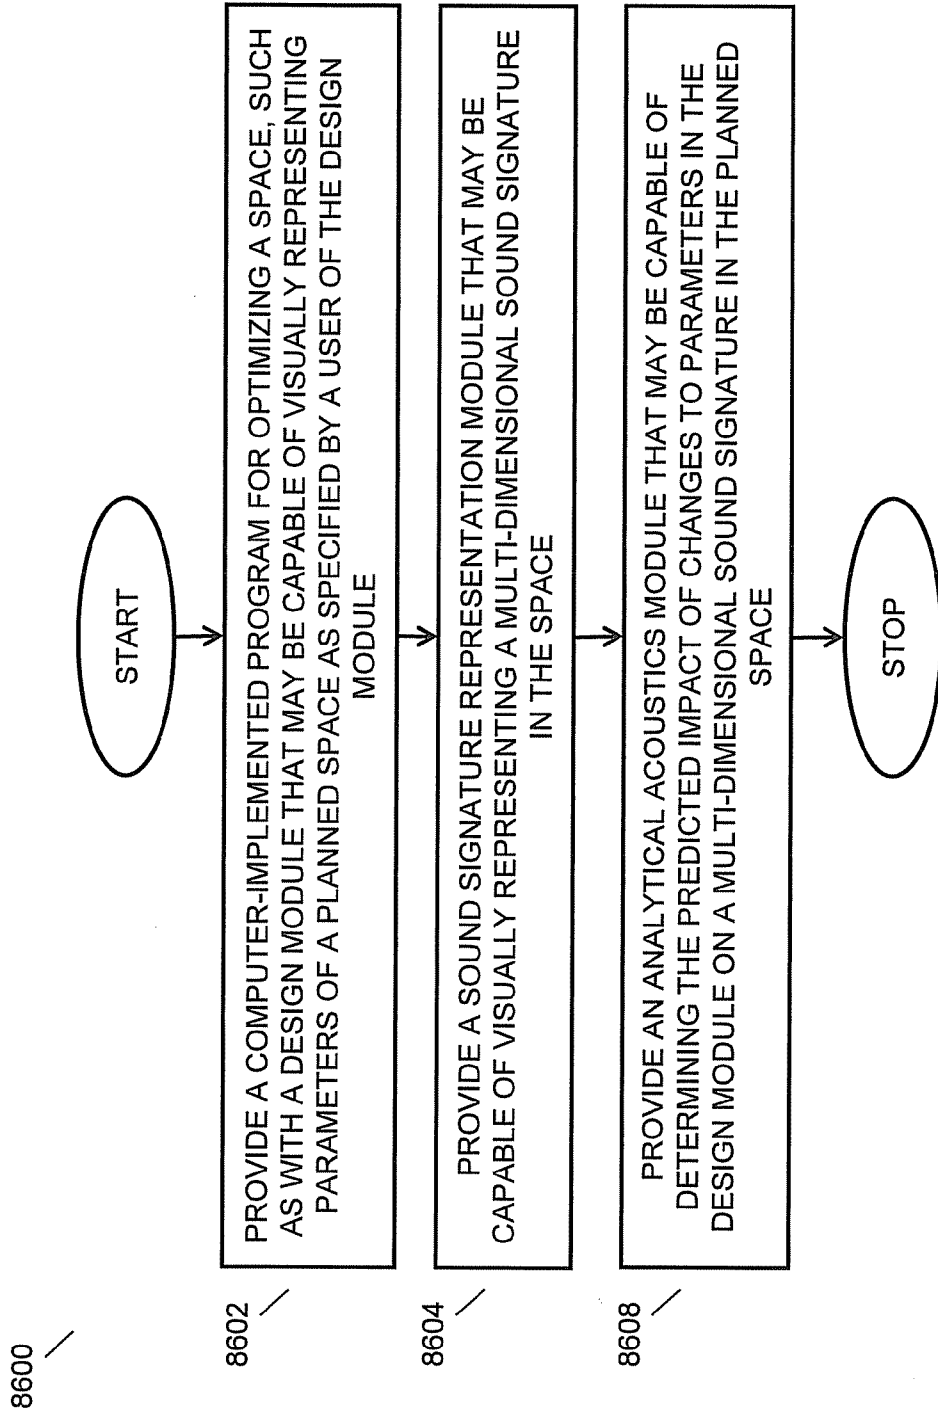 8600
START
8602
PROVIDE A COMPUTER-IMPLEMENTED PROGRAM FOR OPTIMIZING A SPACE, SUCH
AS WITH A DESIGN MODULE THAT MAY BE CAPABLE OF VISUALLY REPRESENTING
PARAMETERS OF A PLANNED SPACE AS SPECIFIED BY A USER OF THE DESIGN
MODULE
8604
PROVIDE A SOUND SIGNATURE REPRESENTATION MODULE THAT MAY BE
CAPABLE OF VISUALLY REPRESENTING A MULTI-DIMENSIONAL SOUND SIGNATURE
IN THE SPACE
8608
PROVIDE AN ANALYTICAL ACOUSTICS MODULE THAT MAY BE CAPABLE OF
DETERMINING THE PREDICTED IMPACT OF CHANGES TO PARAMETERS IN THE
DESIGN MODULE ON A MULTI-DIMENSIONAL SOUND SIGNATURE IN THE PLANNED
SPACE
STOP